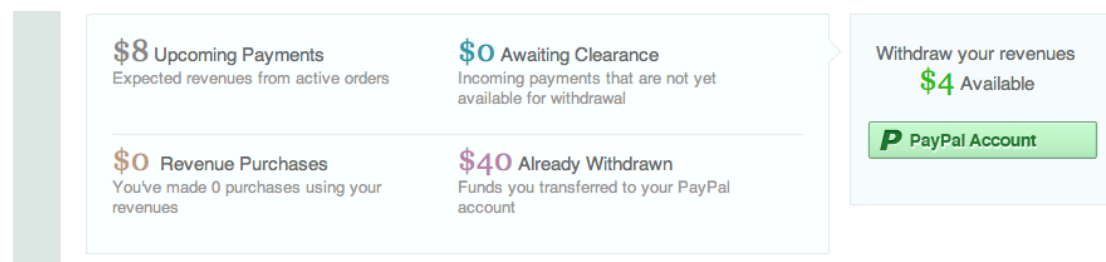 $8 Upcoming Payments
Expected revenues from active orders
$0 Awaiting Clearance
Incoming payments that are not yet
available for withdrawal
$0 Revenue Purchases
You've made 0 purchases using your
revenues
$40 Already Withdrawn
Funds you transferred to your PayPal
account
Withdraw your revenues
$4 Available
PayPal Account